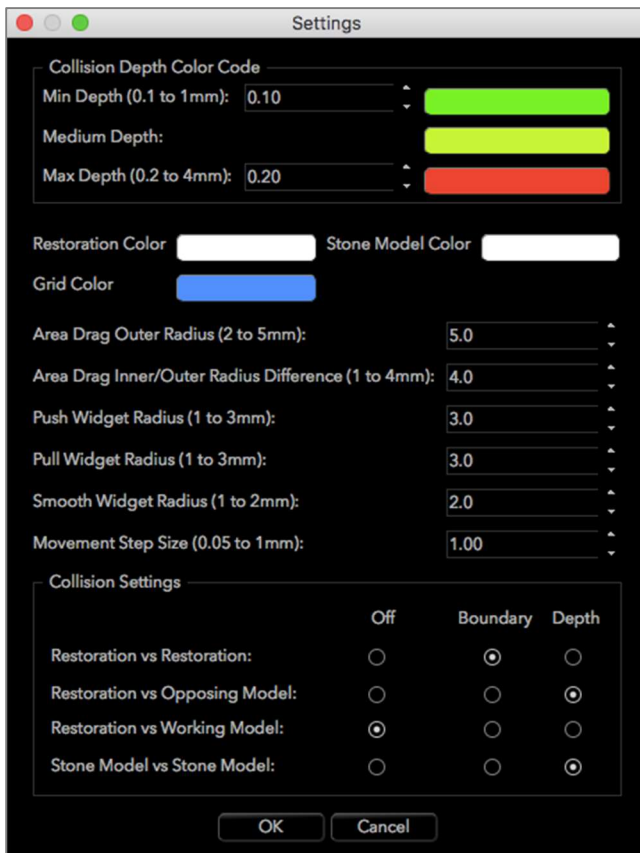 Settings
Collision Depth Color Code
Min Depth (0.1 to 1mm): 0.10
Medium Depth:
Max Depth (0.2 to 4mm): 0.20
Restoration Color Stone Model Color
Grid Color
Area Drag Outer Radius (2 to 5mm): 5.0
Area Drag Inner/Outer Radius Difference (1 to 4mm): 4.0
Push Widget Radius (1 to 3mm): 3.0
Pull Widget Radius (1 to 3mm): 3.0
Smooth Widget Radius (1 to 2mm): 2.0
Movement Step Size (0.05 to 1mm): 1.00
Collision Settings
Off Boundary Depth
Restoration vs Restoration:
Restoration vs Opposing Model:
Restoration vs Working Model:
Stone Model vs Stone Model:
OK Cancel